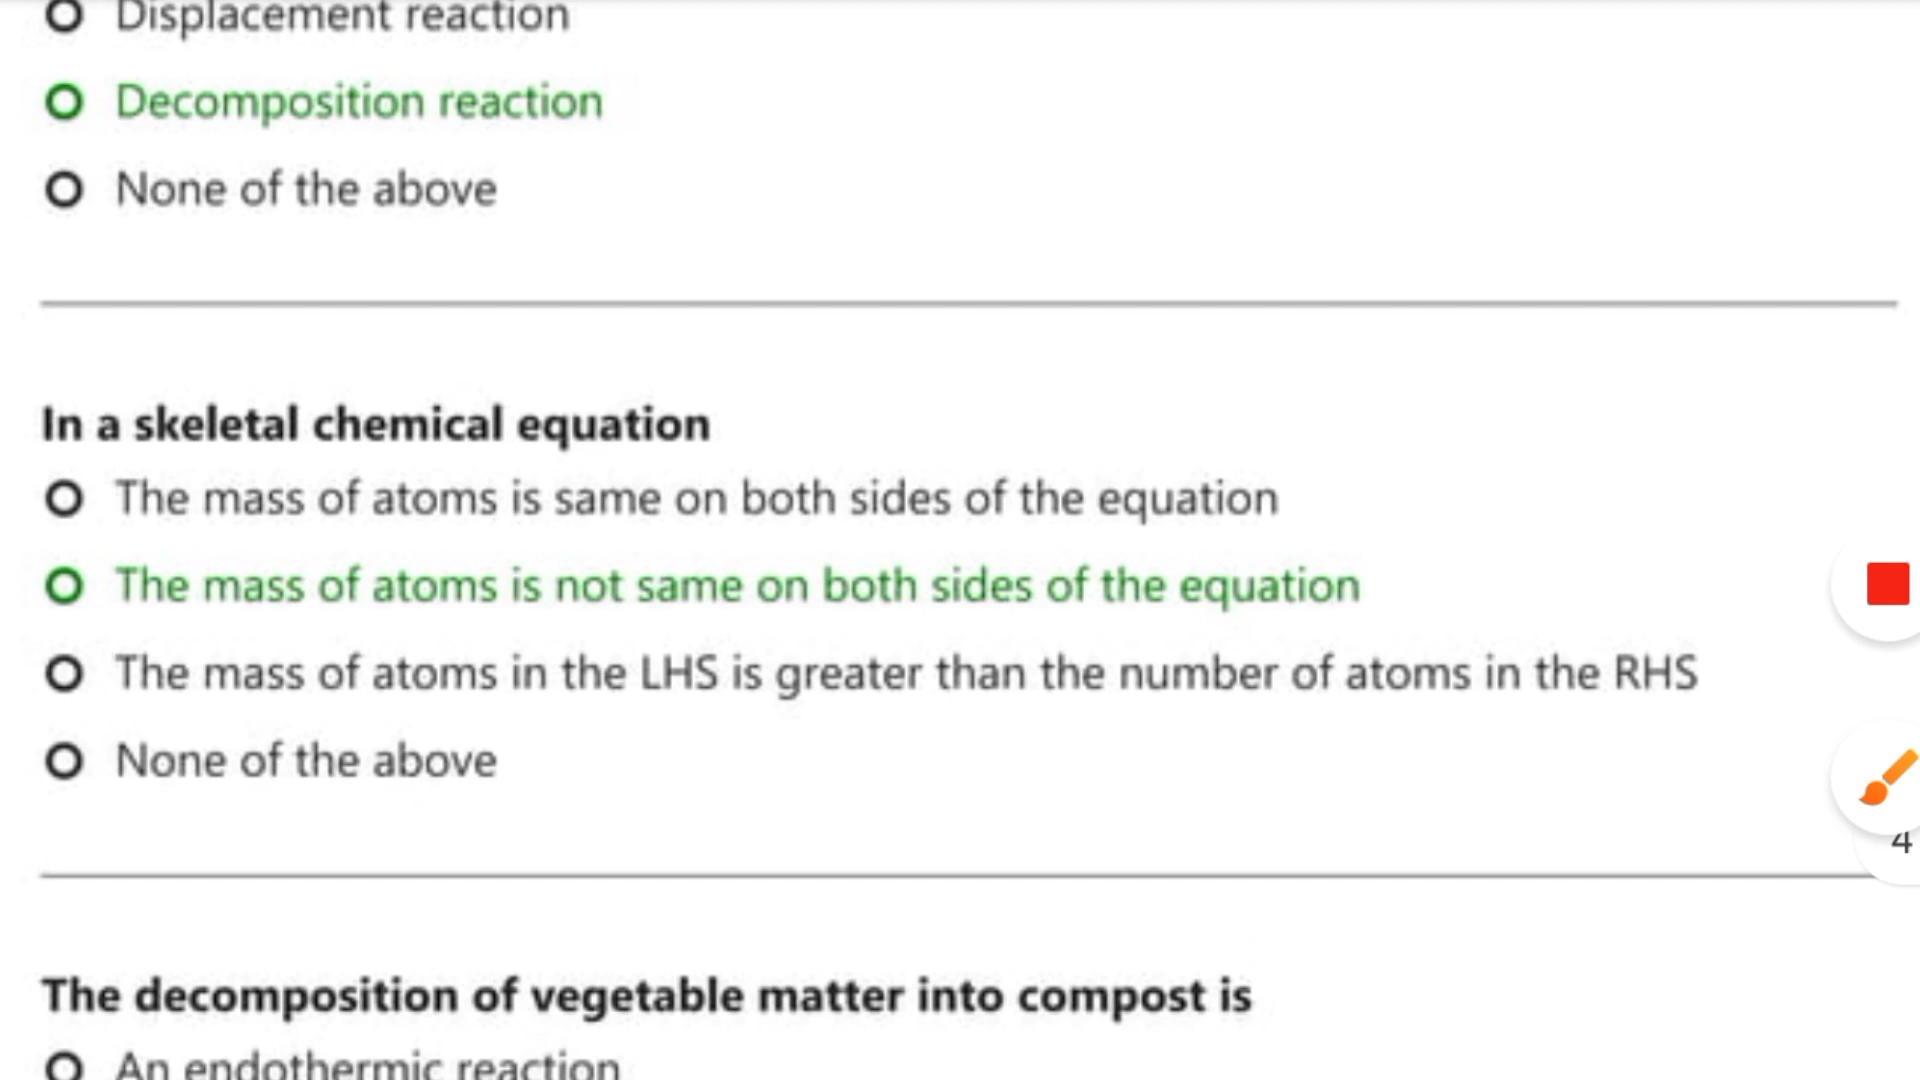 Displacement reaction
Decomposition reaction
None of the above
In a skeletal chemical equation
The mass of atoms is same on both sides of the equation
The mass of atoms is not same on both sides of the equation
The mass of atoms in the LHS is greater than the number of atoms in the RHS
None of the above
4
The decomposition of vegetable matter into compost is
An endothermic reaction